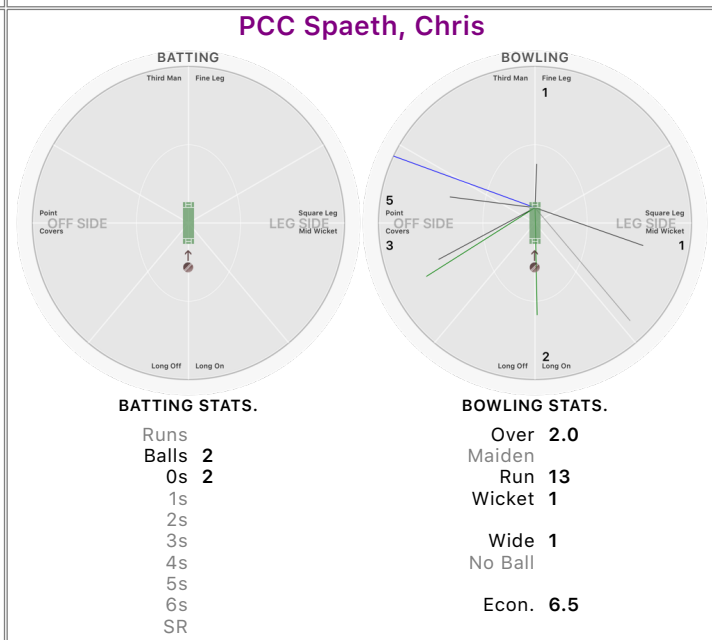 PCC Spaeth, Chris
BATTING
Third Man Fine Leg
Point
OFF SIDE
Covers
Square Leg
LEG SIDE
Mid Wicket
Long Off Long On
BATTING STATS.
Runs
Balls 2
0s 2
1s
2s
3s
4s
5s
6s
SR
BOWLING
Third Man Fine Leg
1
5
Point
OFF SIDE
Covers
3
Square Leg
LEG SIDE
Mid Wicket
1
2
Long Off Long On
BOWLING STATS.
Over 2.0
Maiden
Run 13
Wicket 1
Wide 1
No Ball
Econ. 6.5